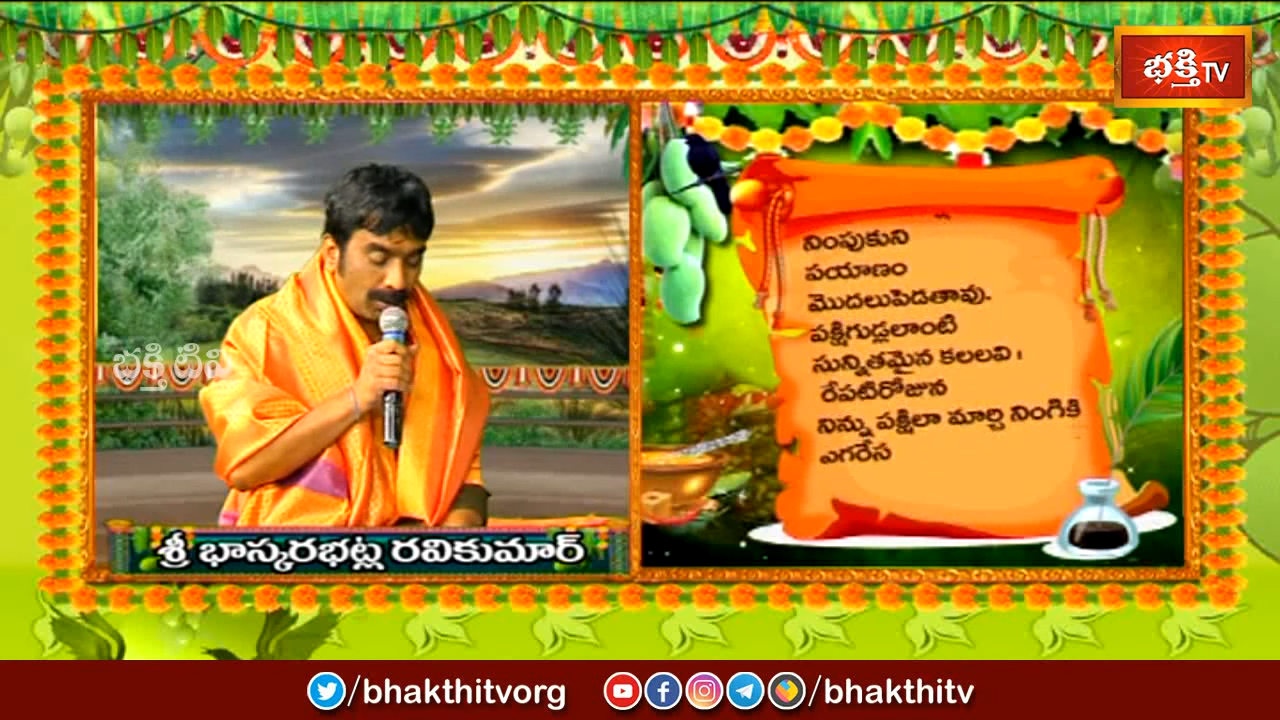 భక్తి TV
నింపుకుని
పయాణం
మొదలుపెడతావు.
పక్షిగుడ్లలాంటి
సున్నితమైన కలలవి।
రేపటిరోజున
నిన్ను పక్షిలా మార్చి నింగికి
ఎగరేస
భక్తి టీవి
శ్రీ భాస్కరభట్ల రవికుమార్
/bhakthitvorg
/bhakthitv